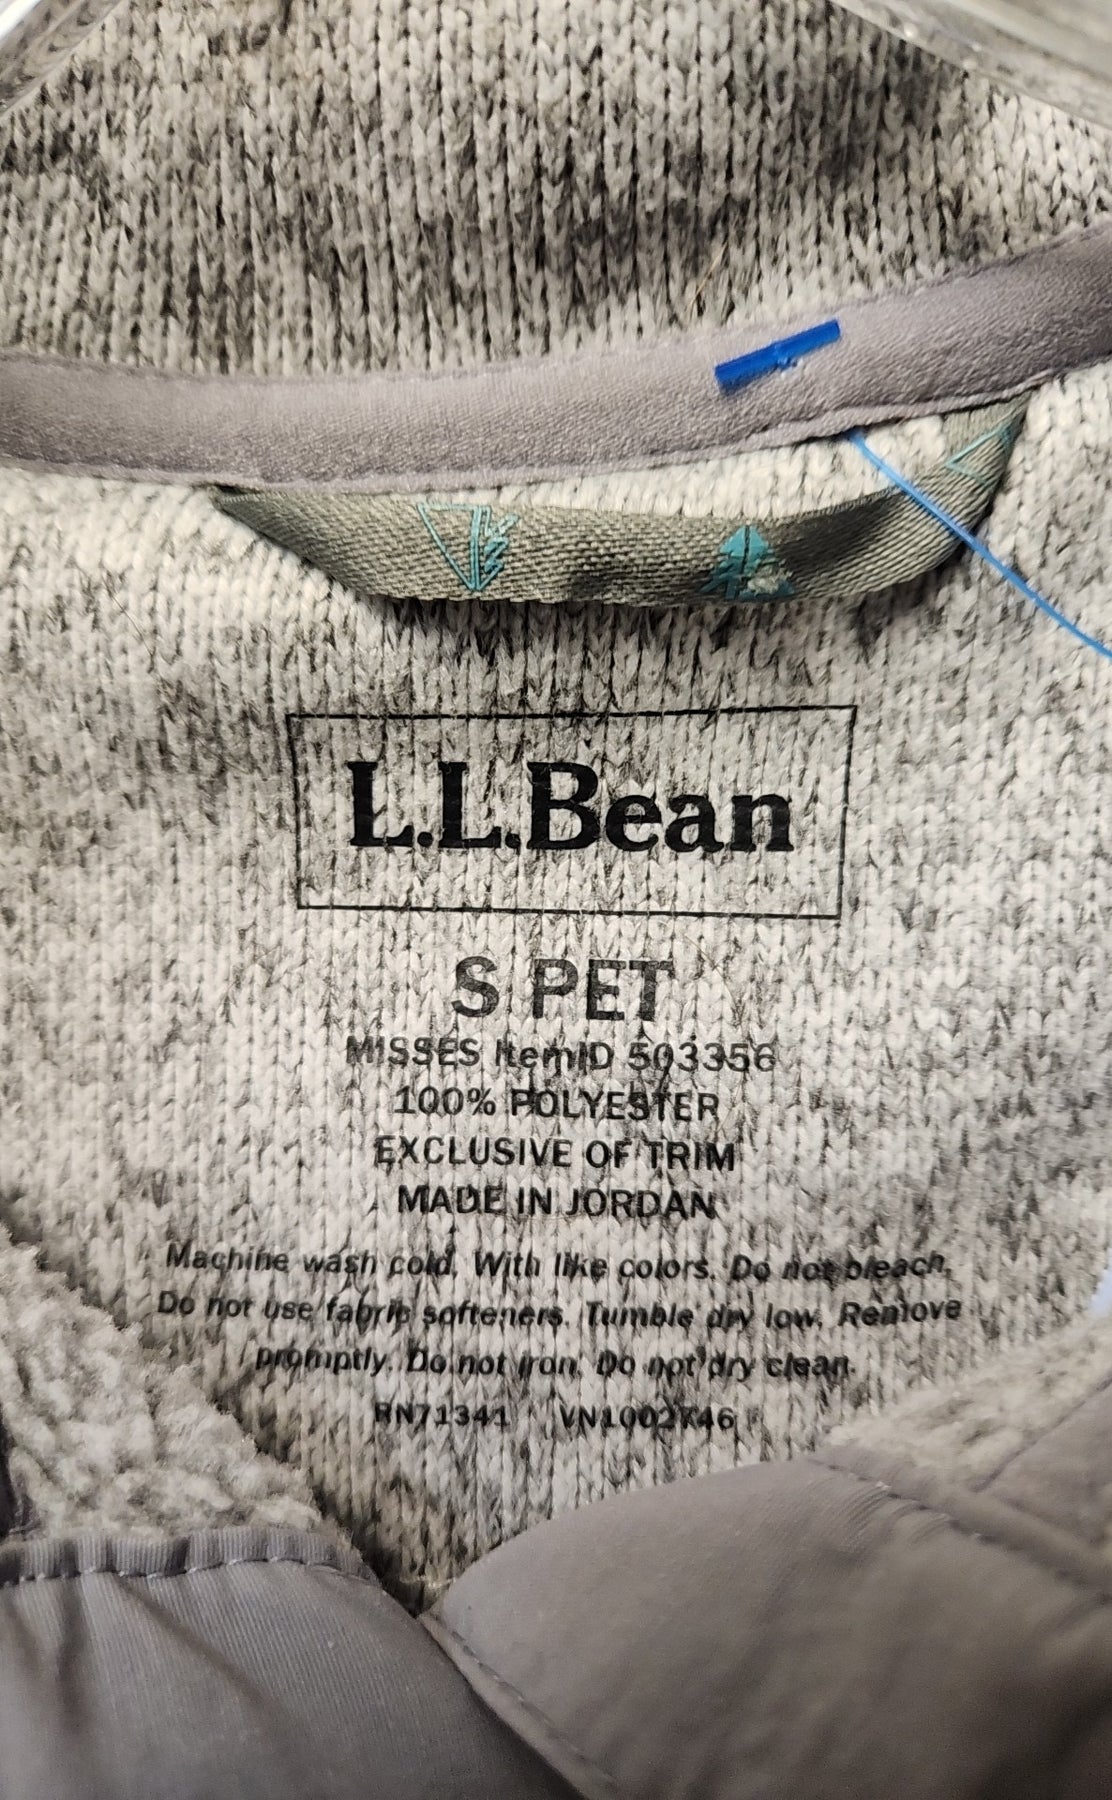 L.L.Bean
S PET
MISSES ItemID 503356
100% POLYESTER
EXCLUSIVE OF TRIM
MADE IN JORDAN
Machine wash cold. With like colors. Do not bleach.
Do not use fabric softeners. Tumble dry low. Remove
promptly. Do not iron. Do not dry clean.
RN71341 VN1002746